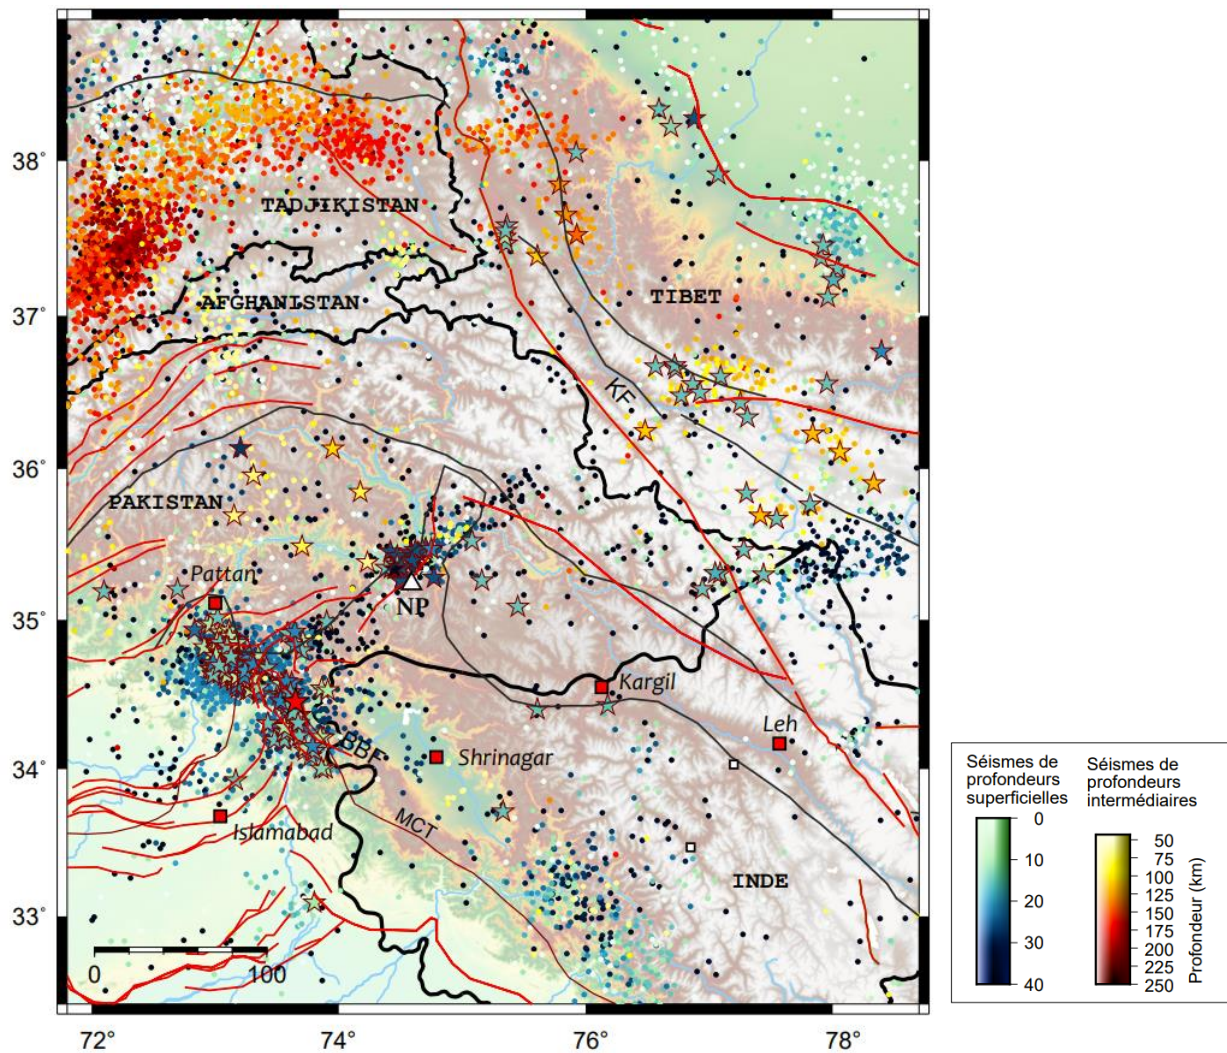 38°
TADJIKISTAN
AFGHANISTAN
37°
TIBET
KF
36°
PAKISTAN
Pattan
35°
NP
Kargil
Leh
34°
BBF
Shrinagar
Islamabad
MCT
INDE
33°
0 100
72° 74° 76° 78°
Séismes de
profondeurs
superficielles
0
10
20
30
40
Séismes de
profondeurs
intermédiaires
50
75
100
125
150
175
200
225
250
Profondeur (km)